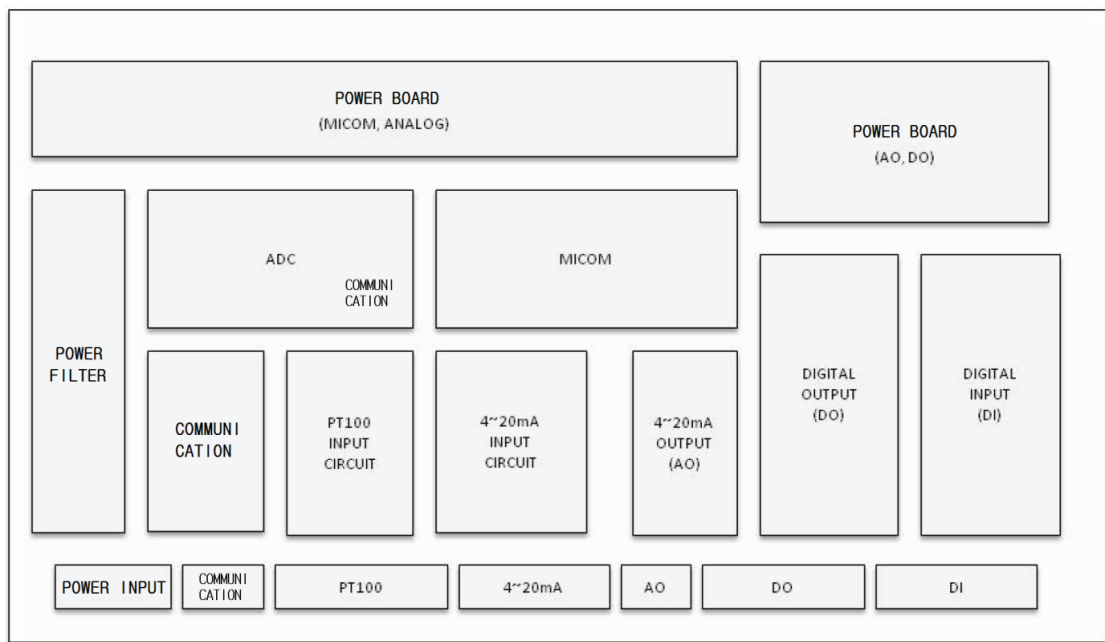 POWER BOARD
(MICOM, ANALOG)
POWER BOARD
(AO, DO)
ADC
COMMUNI
CATION
MICOM
POWER
FILTER
COMMUNI
CATION
PT100
INPUT
CIRCUIT
4~20mA
INPUT
CIRCUIT
4~20mA
OUTPUT
(AO)
DIGITAL
OUTPUT
(DO)
DIGITAL
INPUT
(DI)
POWER INPUT
COMMUNI
CATION
PT100
4~20mA
AO
DO
DI